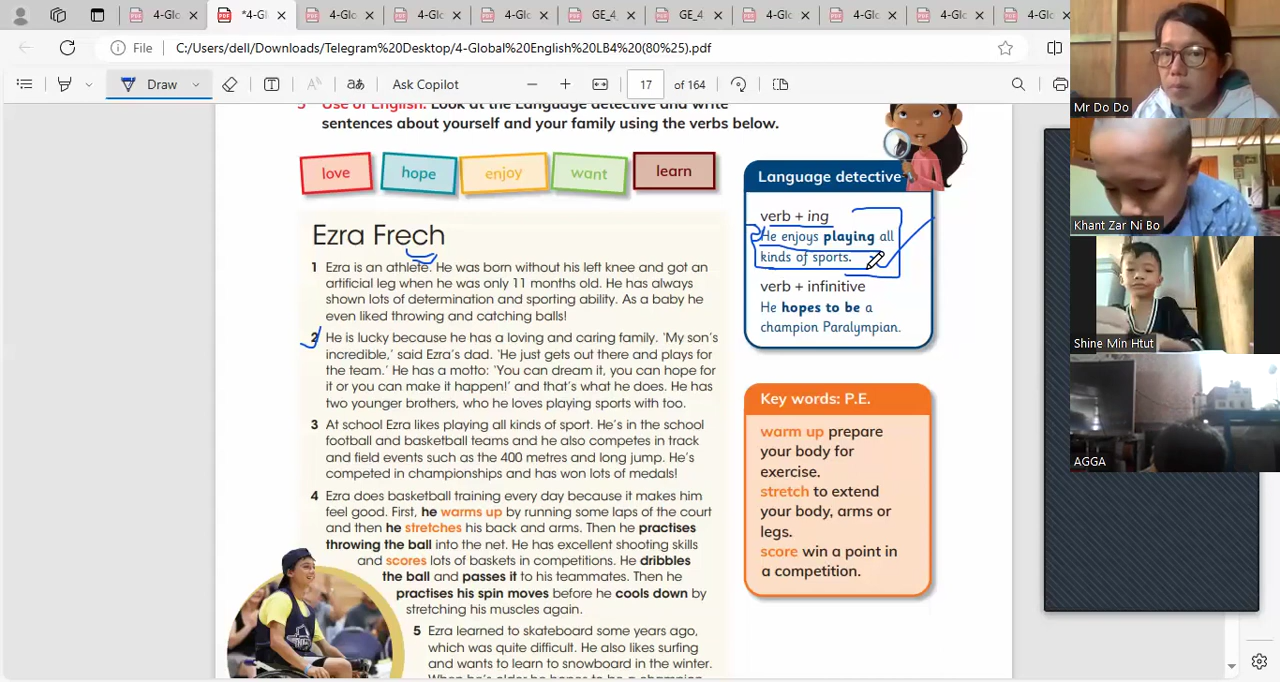 4-Glo
*4-Gl
4-Glo
4-Glo
4-Glo
GE_4
GE_4
4-Glo
4-Glo
4-Glo
4-Glo
File
C:/Users/dell/Downloads/Telegram%20Desktop/4-Global%20English%20LB4%20(80%25).pdf
Draw
Ask Copilot
17
of 164
Use of English: Look at the Language detective and write
sentences about yourself and your family using the verbs below.
love
hope
enjoy
want
learn
Ezra Frech
1 Ezra is an athlete. He was born without his left knee and got an
artificial leg when he was only 11 months old. He has always
shown lots of determination and sporting ability. As a baby he
even liked throwing and catching balls!
2 He is lucky because he has a loving and caring family. 'My son's
incredible,' said Ezra's dad. 'He just gets out there and plays for
the team.' He has a motto: 'You can dream it, you can hope for
it or you can make it happen!' and that's what he does. He has
two younger brothers, who he loves playing sports with too.
3 At school Ezra likes playing all kinds of sport. He's in the school
football and basketball teams and he also competes in track
and field events such as the 400 metres and long jump. He's
competed in championships and has won lots of medals!
4 Ezra does basketball training every day because it makes him
feel good. First, he warms up by running some laps of the court
and then he stretches his back and arms. Then he practises
throwing the ball into the net. He has excellent shooting skills
and scores lots of baskets in competitions. He dribbles
the ball and passes it to his teammates. Then he
practises his spin moves before he cools down by
stretching his muscles again.
5 Ezra learned to skateboard some years ago,
which was quite difficult. He also likes surfing
and wants to learn to snowboard in the winter.
When he's older he hopes to be a champion
Language detective
verb + ing
He enjoys playing all
kinds of sports.
verb + infinitive
He hopes to be a
champion Paralympian.
Key words: P.E.
warm up prepare
your body for
exercise.
stretch to extend
your body, arms or
legs.
score win a point in
a competition.
Mr Do Do
Khant Zar Ni Bo
Shine Min Htut
AGGA